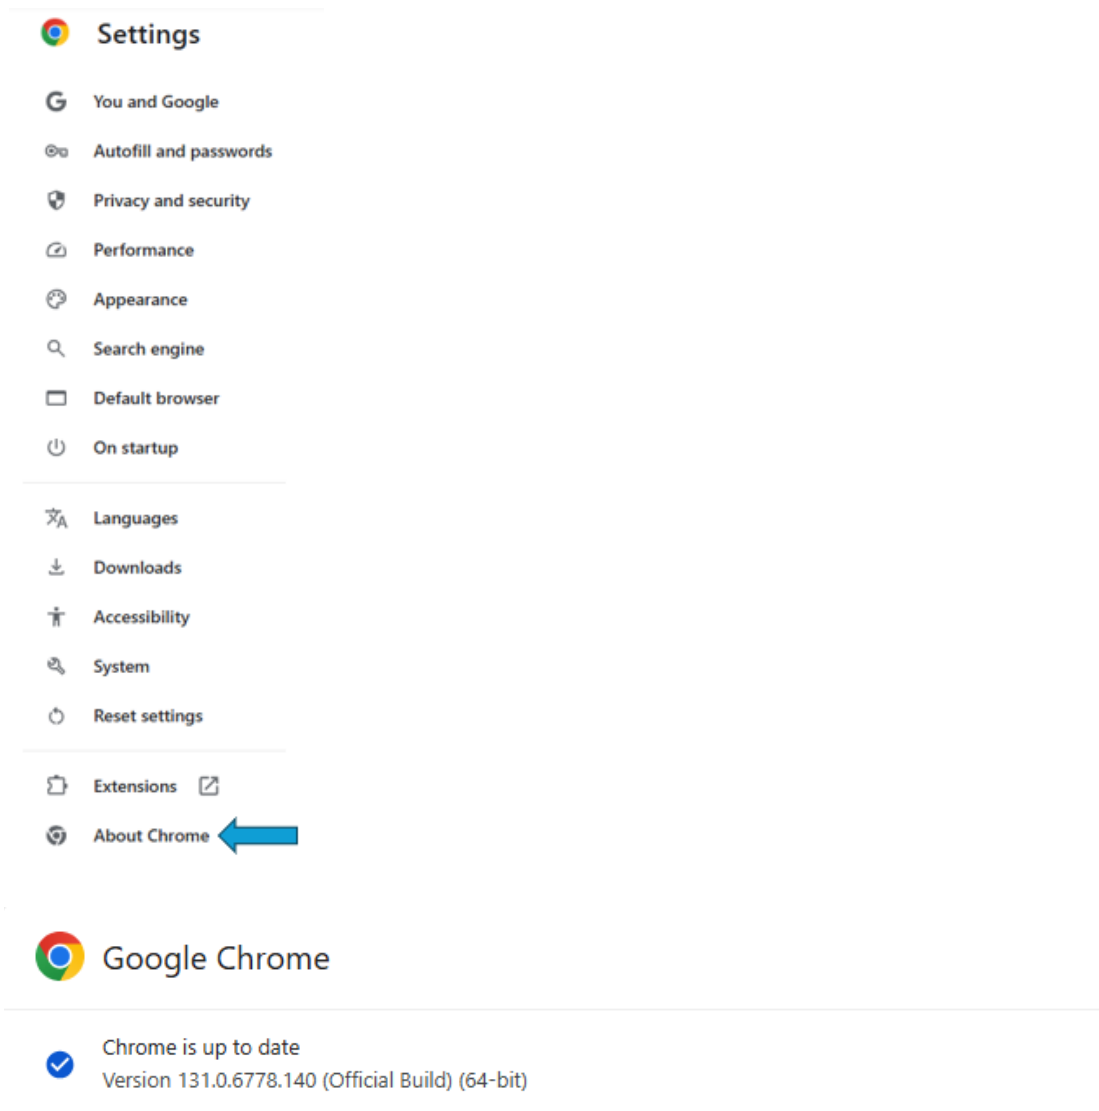 Settings
You and Google
Autofill and passwords
Privacy and security
Performance
Appearance
Search engine
Default browser
On startup
Languages
Downloads
Accessibility
System
Reset settings
Extensions
About Chrome
Google Chrome
Chrome is up to date
Version 131.0.6778.140 (Official Build) (64-bit)